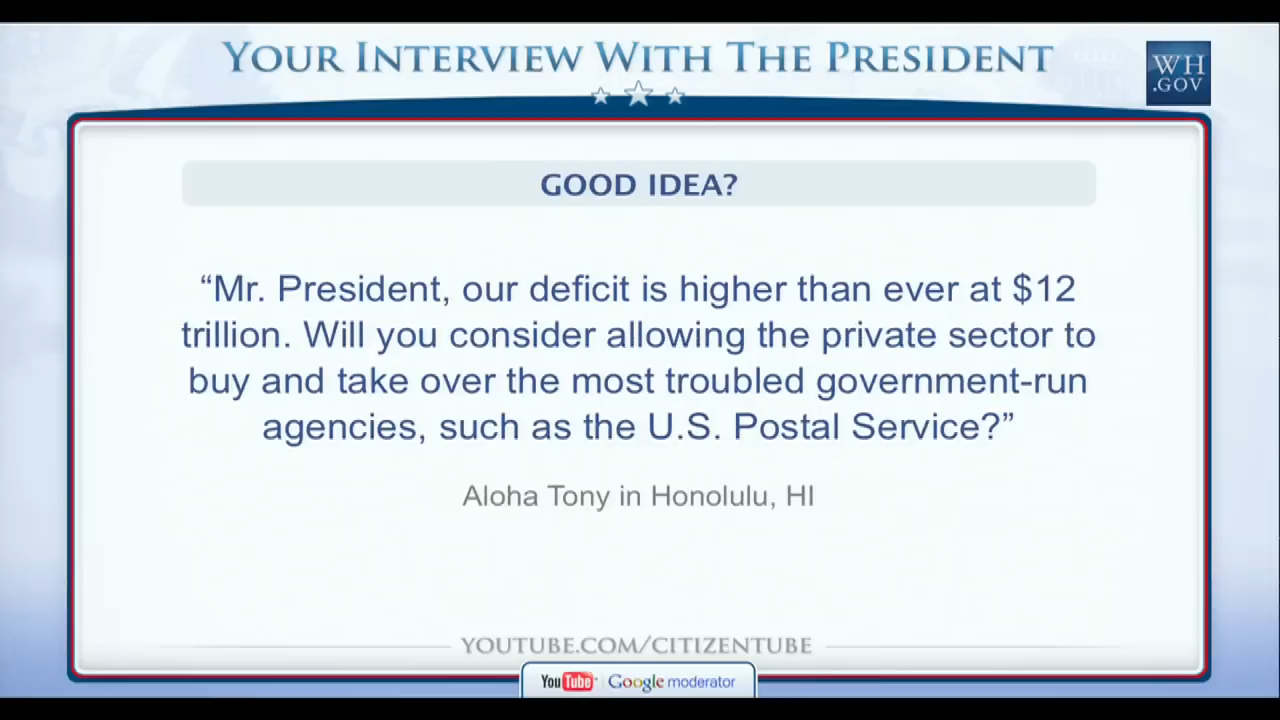 YOUR INTERVIEW WITH THE PRESIDENT
WH
.GOV
GOOD IDEA?
“Mr. President, our deficit is higher than ever at $12
trillion. Will you consider allowing the private sector to
buy and take over the most troubled government-run
agencies, such as the U.S. Postal Service?”
Aloha Tony in Honolulu, HI
YOUTUBE.COM/CITIZENTUBE
YouTube Google moderator